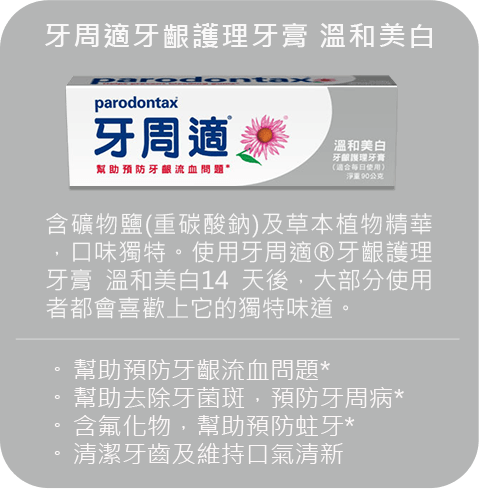 牙周適牙齦護理牙膏 溫和美白
parodontax
parodontax
牙周適®
幫助預防牙齦流血問題*
溫和美白
牙齦護理牙膏
(適合每日使用)
淨重90公克
含礦物鹽(重碳酸鈉)及草本植物精華
，口味獨特。使用牙周適®牙齦護理
牙膏 溫和美白14 天後，大部分使用
者都會喜歡上它的獨特味道。
。幫助預防牙齦流血問題*
。幫助去除牙菌斑，預防牙周病*
。含氟化物，幫助預防蛀牙*
。清潔牙齒及維持口氣清新